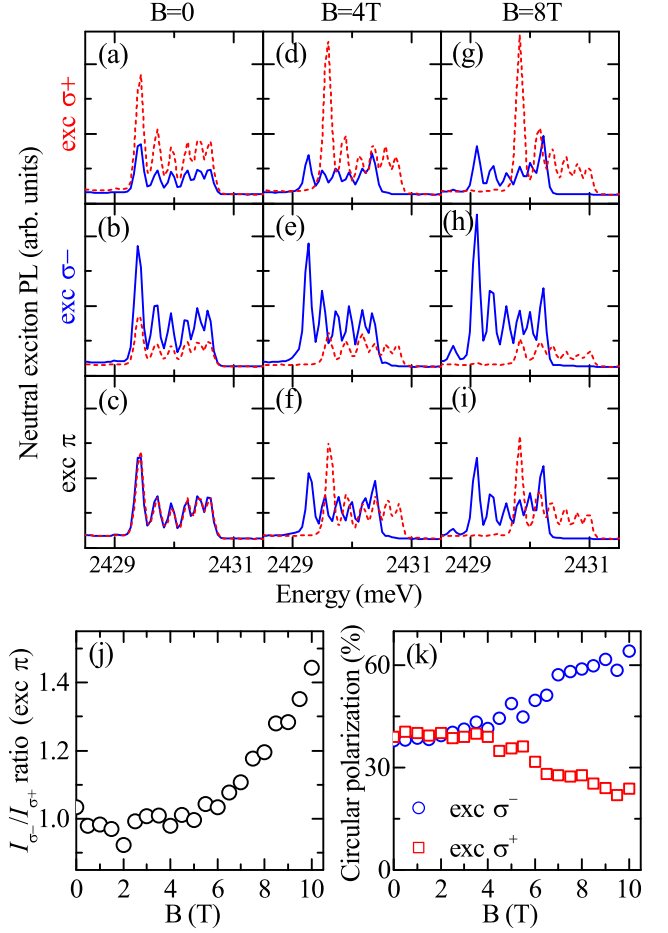 B=0 B=4T B=8T
(a) (d) (g)
exc σ+
(b) (e) (h)
exc σ−
(c) (f) (i)
exc π
Neutral exciton PL (arb. units)
2429 2431 2429 2431 2429 2431
Energy (meV)
(j) (k)
1.4
1.2
1.0
0 2 4 6 8 10
B (T)
Iσ−/Iσ+ ratio (exc π)
60
30
0
exc σ−
exc σ+
0 2 4 6 8 10
B (T)
Circular polarization (%)